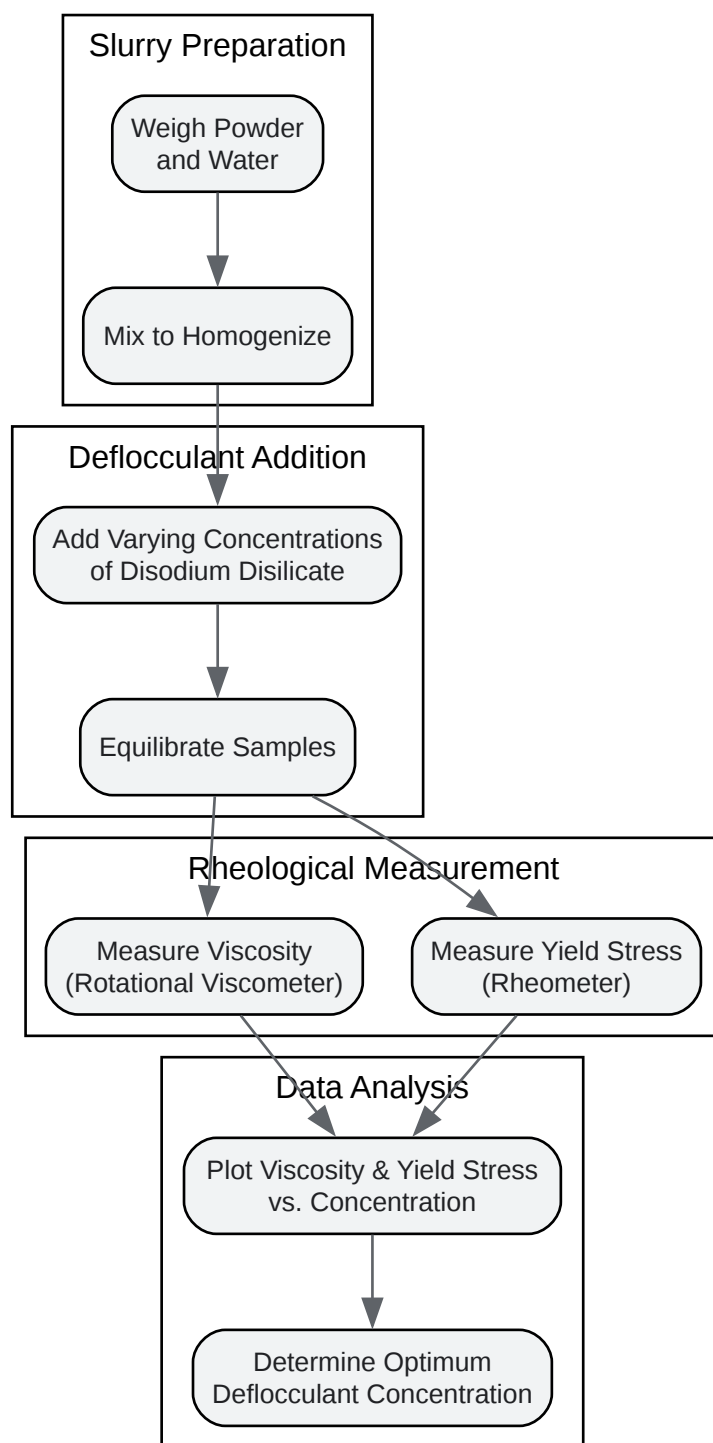 Slurry Preparation
Weigh Powder
and Water
Mix to Homogenize
Deflocculant Addition
Add Varying Concentrations
of Disodium Disilicate
Equilibrate Samples
Rheological Measurement
Measure Viscosity
(Rotational Viscometer)
Measure Yield Stress
(Rheometer)
Data Analysis
Plot Viscosity & Yield Stress
vs. Concentration
Determine Optimum
Deflocculant Concentration